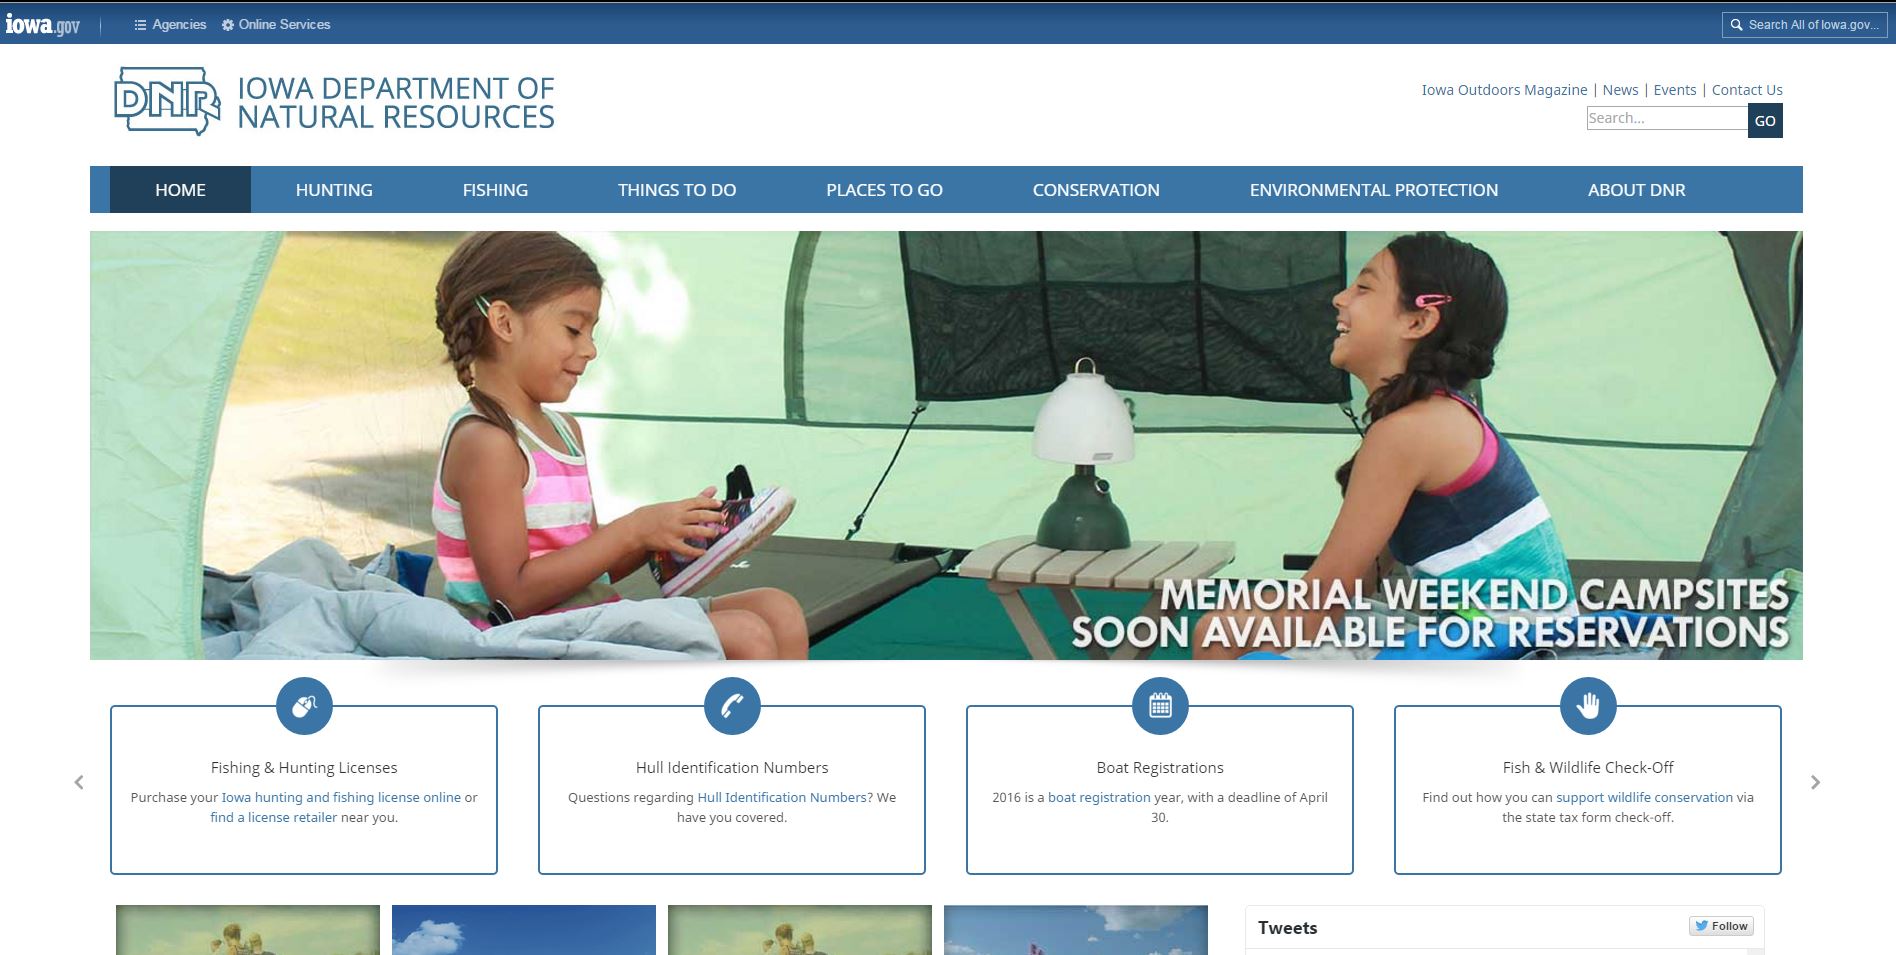 iowa.gov
Agencies
Online Services
Search All of Iowa.gov...
DNR
IOWA DEPARTMENT OF
NATURAL RESOURCES
Iowa Outdoors Magazine | News | Events | Contact Us
Search...
GO
HOME
HUNTING
FISHING
THINGS TO DO
PLACES TO GO
CONSERVATION
ENVIRONMENTAL PROTECTION
ABOUT DNR
MEMORIAL WEEKEND CAMPSITES
SOON AVAILABLE FOR RESERVATIONS
Fishing & Hunting Licenses
Purchase your Iowa hunting and fishing license online or
find a license retailer near you.
Hull Identification Numbers
Questions regarding Hull Identification Numbers? We
have you covered.
Boat Registrations
2016 is a boat registration year, with a deadline of April
30.
Fish & Wildlife Check-Off
Find out how you can support wildlife conservation via
the state tax form check-off.
Tweets
Follow